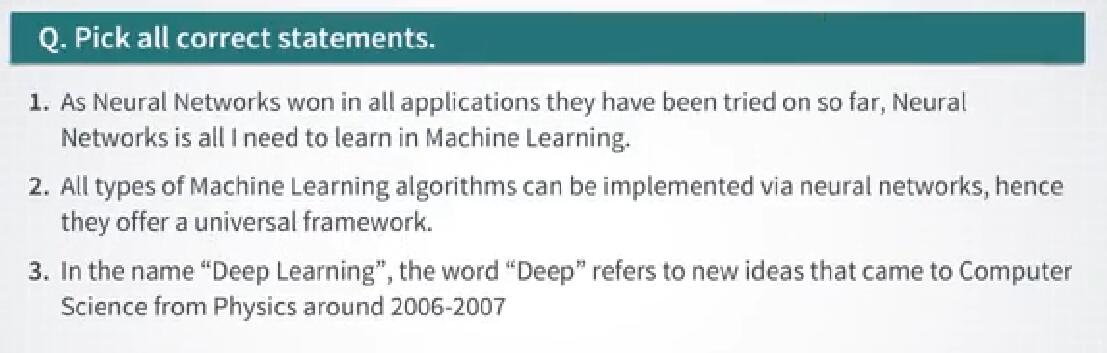 Q. Pick all correct statements.
1. As Neural Networks won in all applications they have been tried on so far, Neural
Networks is all I need to learn in Machine Learning.
2. All types of Machine Learning algorithms can be implemented via neural networks, hence
they offer a universal framework.
3. In the name “Deep Learning”, the word “Deep” refers to new ideas that came to Computer
Science from Physics around 2006-2007